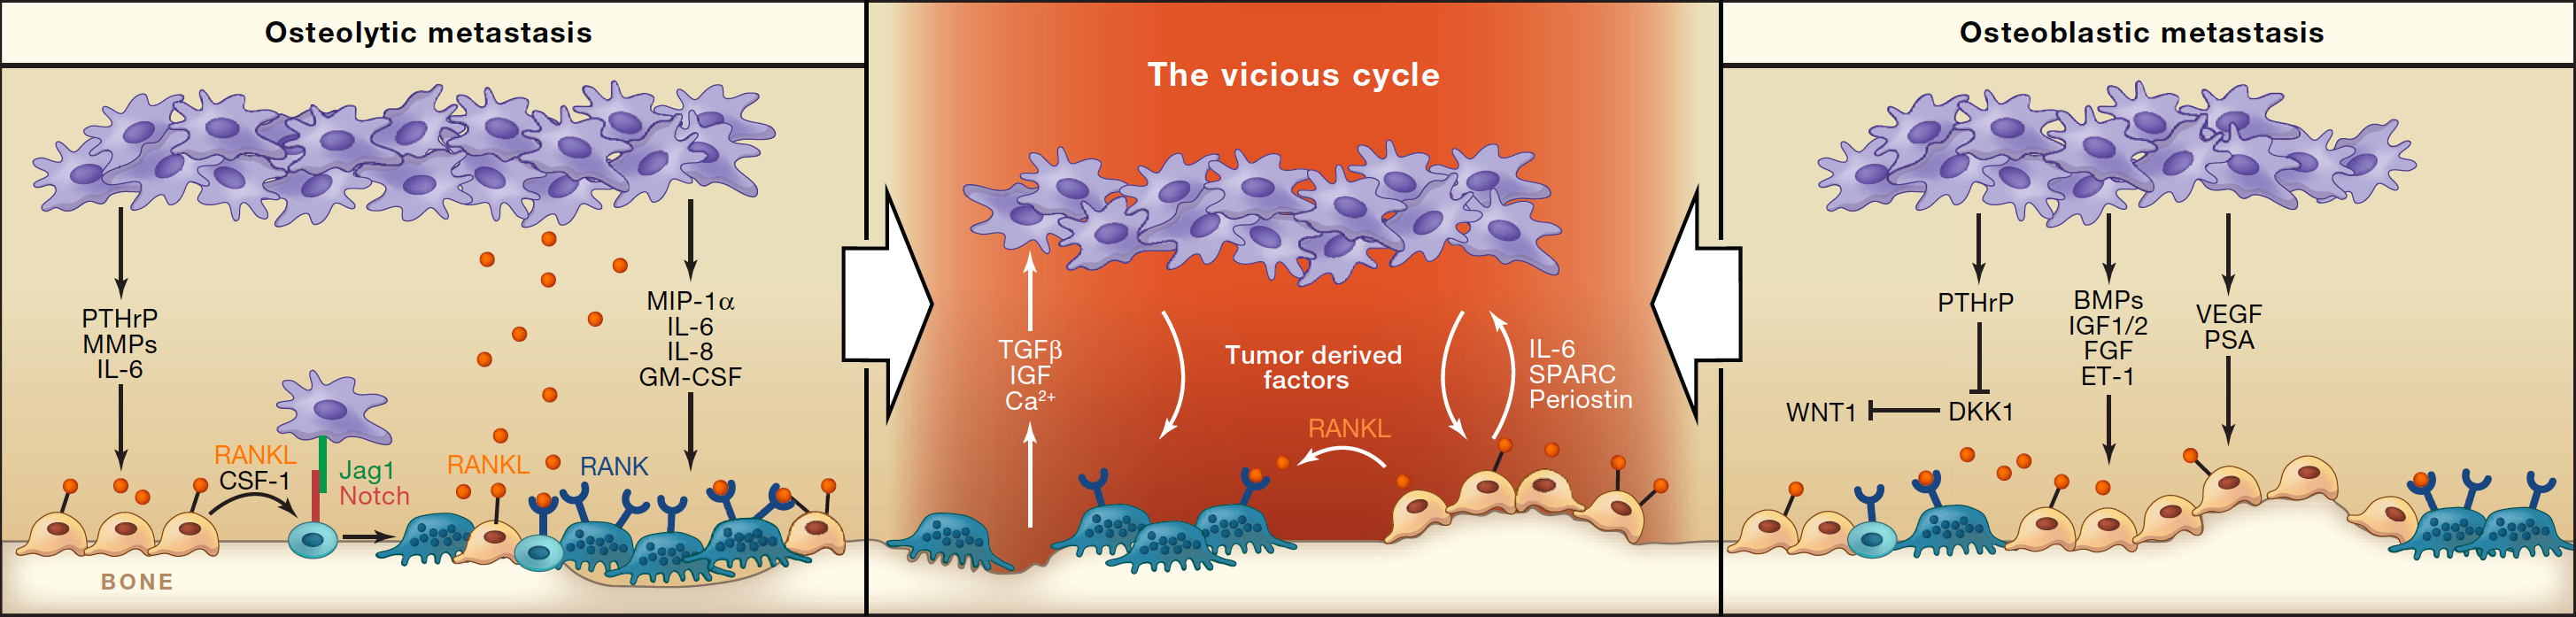 Osteolytic metastasis
PTHrP
MMPs
IL-6
RANKL
CSF-1
Jag1
Notch
RANKL
RANK
MIP-1α
IL-6
IL-8
GM-CSF
BONE
The vicious cycle
TGFβ
IGF
Ca²⁺
Tumor derived
factors
RANKL
IL-6
SPARC
Periostin
Osteoblastic metastasis
PTHrP
WNT1
DKK1
BMPs
IGF1/2
FGF
ET-1
VEGF
PSA